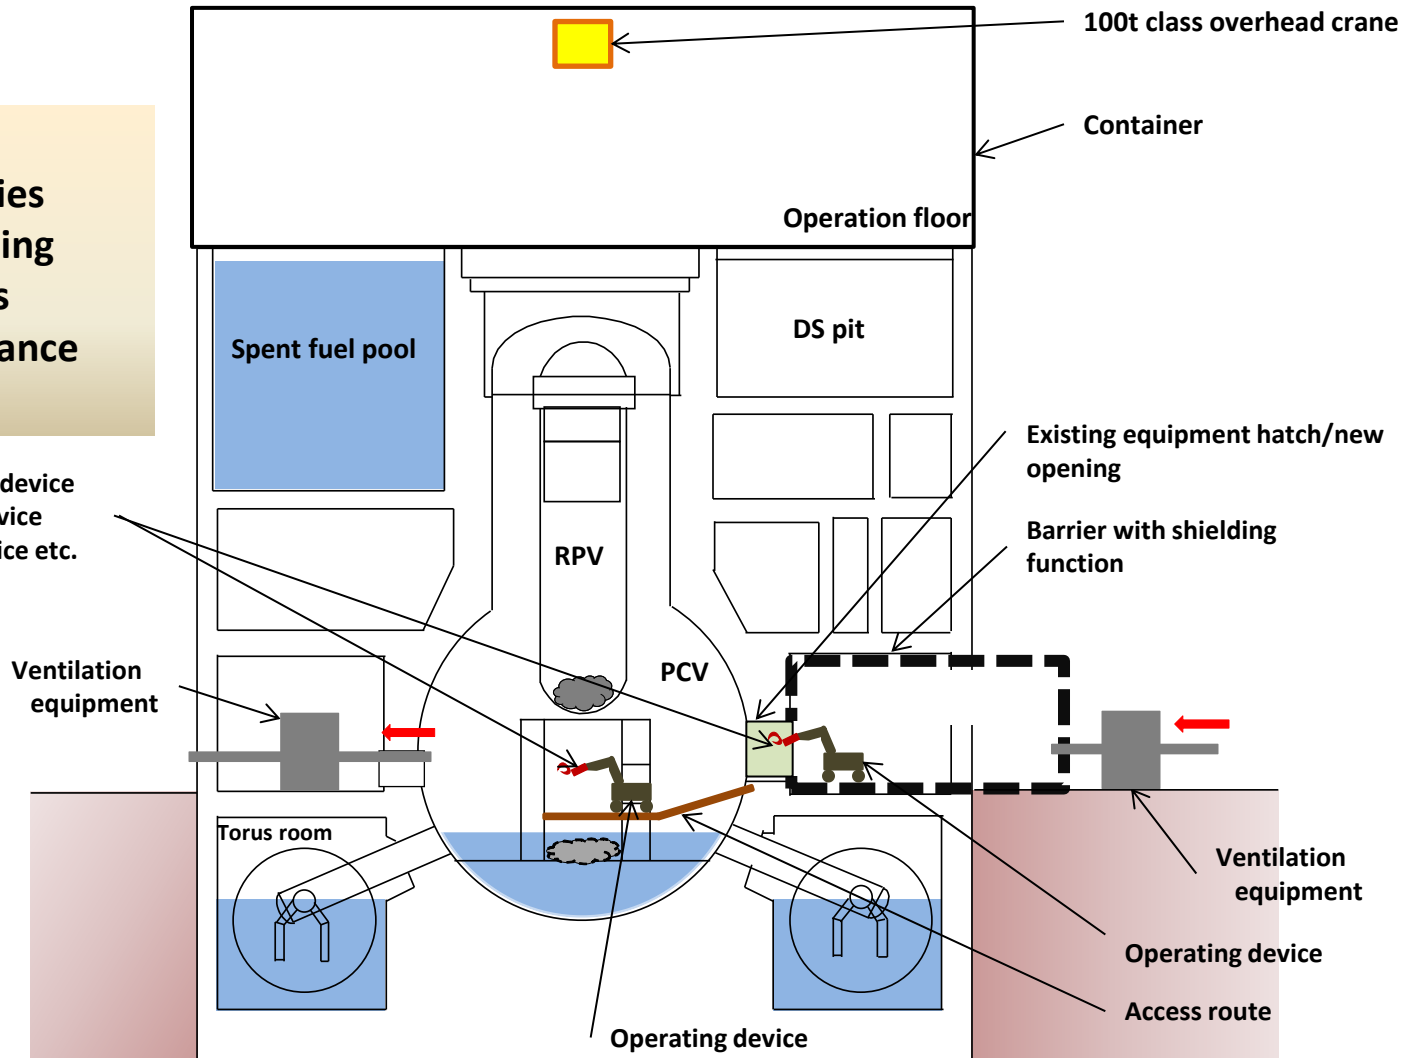 100t class overhead crane
Container
Operation floor
ies
ing
s
ance
Spent fuel pool
DS pit
Existing equipment hatch/new
opening
device
vice
ice etc.
Barrier with shielding
function
RPV
PCV
Ventilation
equipment
Torus room
Ventilation
equipment
Operating device
Access route
Operating device